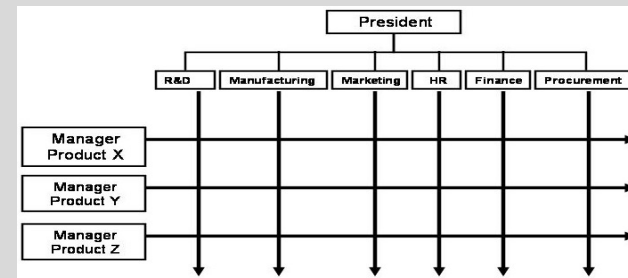 President
R&D Manufacturing Marketing HR Finance Procurement
Manager
Product X
Manager
Product Y
Manager
Product Z